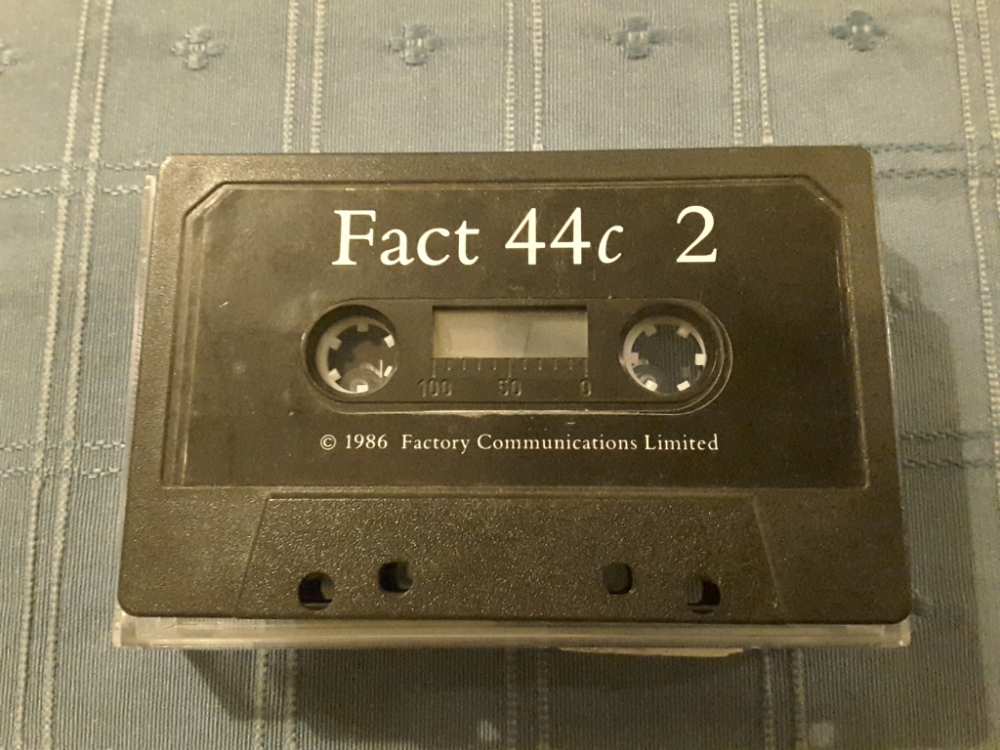 Fact 44c 2
100 50 0
© 1986 Factory Communications Limited